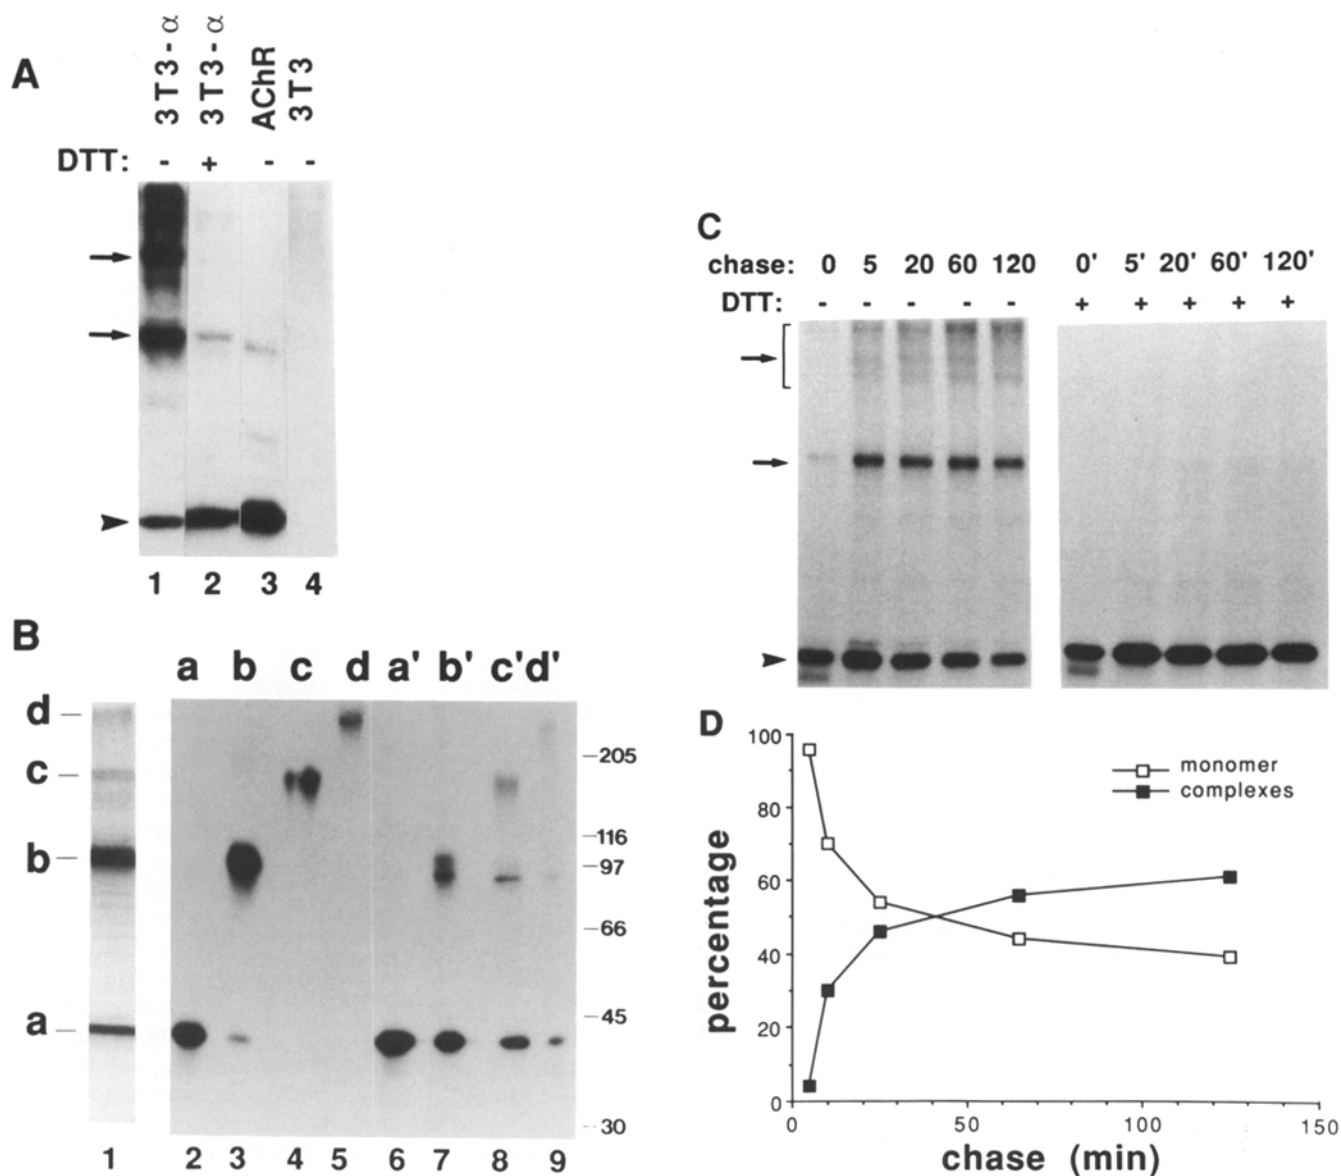 A
3T3-α 3T3-α AChR 3T3
DTT: - + - -
1 2 3 4
B
a b c d a' b' c' d'
d
c
b
a
205
116
97
66
45
30
1 2 3 4 5 6 7 8 9
C
chase: 0 5 20 60 120 0' 5' 20' 60' 120'
DTT: - - - - - + + + + +
D
percentage
100
80
60
40
20
0
monomer
complexes
0 50 100 150
chase (min)